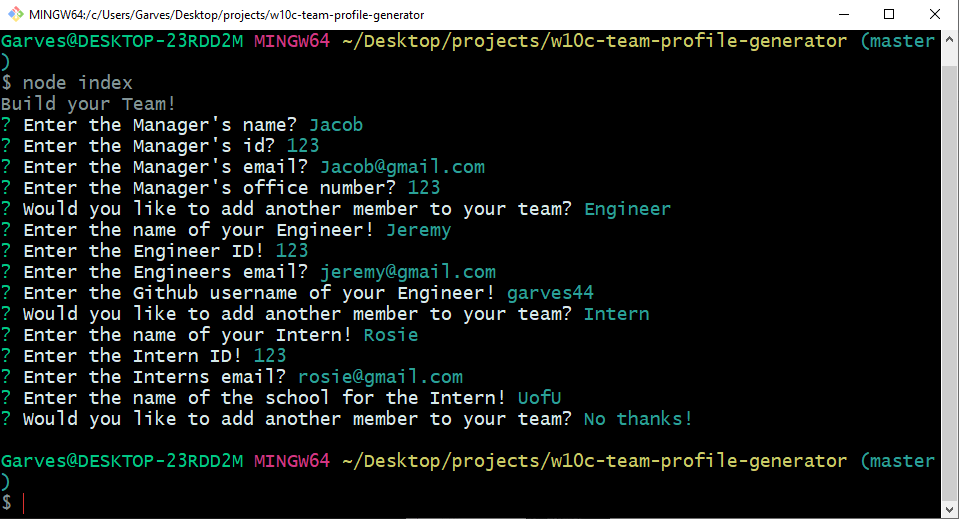 MINGW64:/c/Users/Garves/Desktop/projects/w10c-team-profile-generator
Garves@DESKTOP-23RDD2M MINGW64 ~/Desktop/projects/w10c-team-profile-generator (master
)
$ node index
Build your Team!
? Enter the Manager's name? Jacob
? Enter the Manager's id? 123
? Enter the Manager's email? Jacob@gmail.com
? Enter the Manager's office number? 123
? Would you like to add another member to your team? Engineer
? Enter the name of your Engineer! Jeremy
? Enter the Engineer ID! 123
? Enter the Engineers email? jeremy@gmail.com
? Enter the Github username of your Engineer! garves44
? Would you like to add another member to your team? Intern
? Enter the name of your Intern! Rosie
? Enter the Intern ID! 123
? Enter the Interns email? rosie@gmail.com
? Enter the name of the school for the Intern! UofU
? Would you like to add another member to your team? No thanks!
Garves@DESKTOP-23RDD2M MINGW64 ~/Desktop/projects/w10c-team-profile-generator (master
)
$